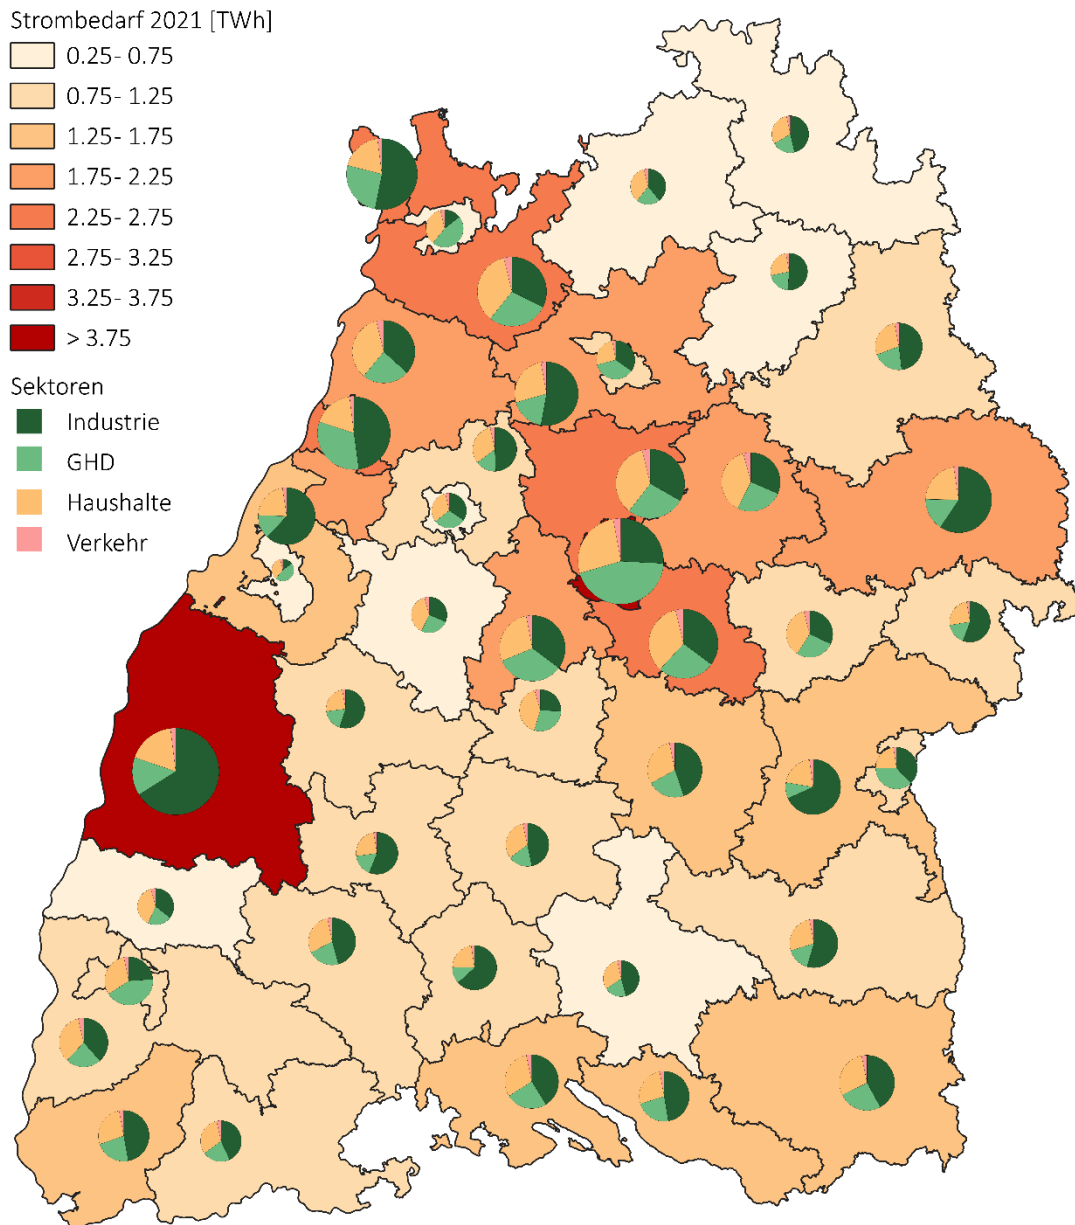 Strombedarf 2021 [TWh]
0.25- 0.75
0.75- 1.25
1.25- 1.75
1.75- 2.25
2.25- 2.75
2.75- 3.25
3.25- 3.75
> 3.75
Sektoren
Industrie
GHD
Haushalte
Verkehr